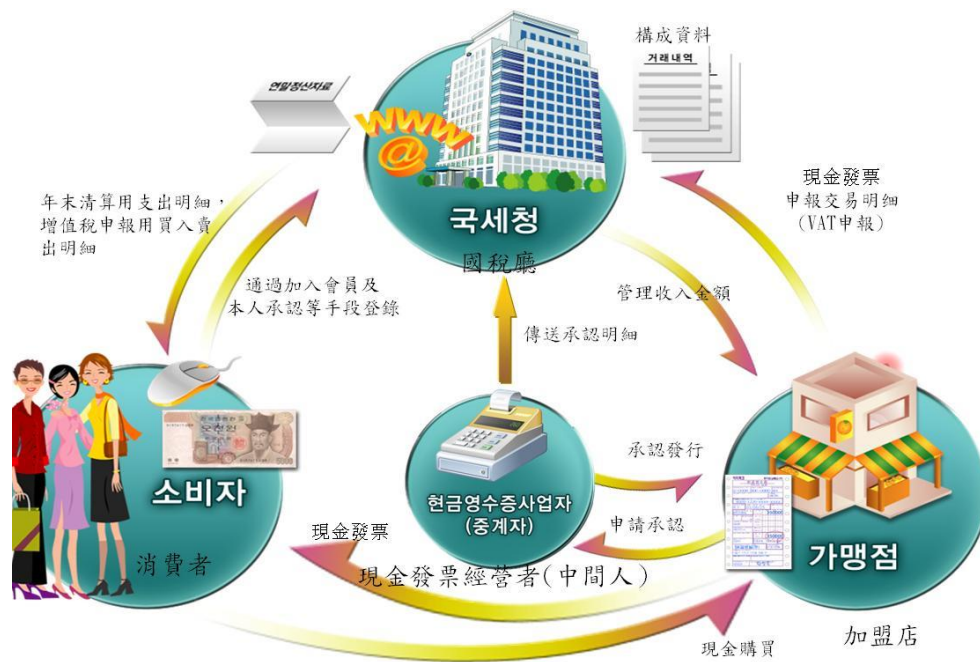 構成資料
거래내역
연말정산자료
WWW
@
年末清算用支出明細,
增值稅申報用買入賣
出明細
現金發票
申報交易明細
(VAT申報)
국세청
國稅廳
通過加入會員及
本人承認等手段登錄
管理收入金額
傳送承認明細
오천원
소비자
消費者
현금영수증사업자
(중계자)
承認發行
申請承認
現金發票
現金發票經營者(中間人)
가맹점
加盟店
現金購買